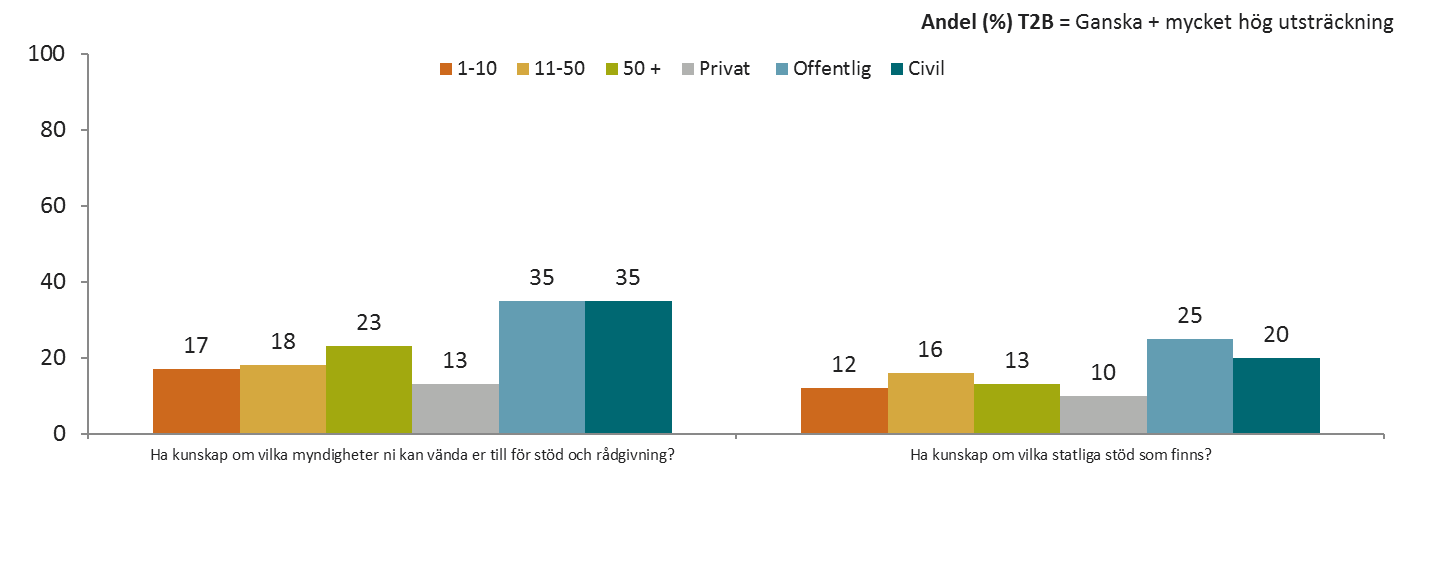 Andel (%) T2B = Ganska + mycket hög utsträckning
1-10 11-50 50 + Privat Offentlig Civil
100
80
60
40
20
0
17 18 23 13 35 35
12 16 13 10 25 20
Ha kunskap om vilka myndigheter ni kan vända er till för stöd och rådgivning?
Ha kunskap om vilka statliga stöd som finns?